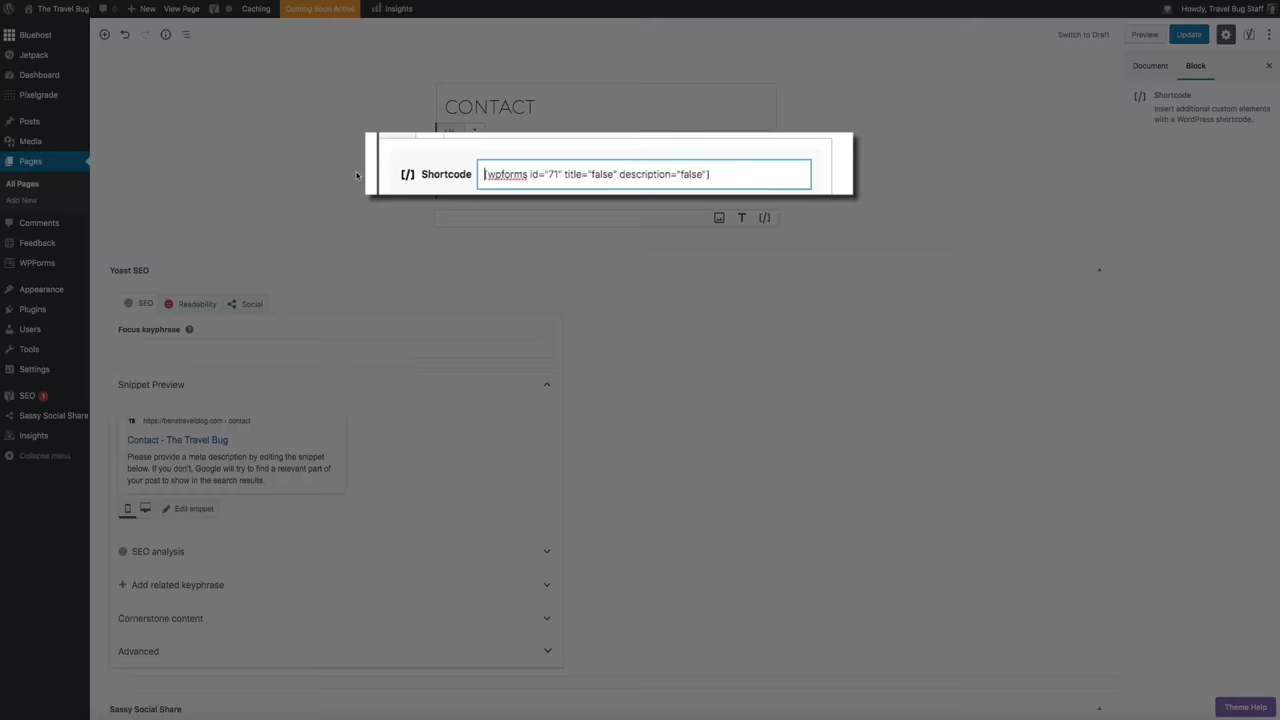 The Travel Bug 0 New View Page Caching Coming Soon Active Insights Howdy, Travel Bug Staff
Bluehost
Jetpack
Dashboard
Pixelgrade
Posts
Media
Pages
All Pages
Add New
Comments
Feedback
WPForms
Appearance
Plugins
Users
Tools
Settings
SEO 1
Sassy Social Share
Insights
Collapse menu
Switch to Draft Preview Update
Document Block
Shortcode
Insert additional custom elements
with a WordPress shortcode.
CONTACT
[/] Shortcode [wpforms id="71" title="false" description="false"]
Yoast SEO
SEO Readability Social
Focus keyphrase
Snippet Preview
TB https://benstravelblog.com › contact
Contact - The Travel Bug
Please provide a meta description by editing the snippet
below. If you don't, Google will try to find a relevant part of
your post to show in the search results.
Edit snippet
SEO analysis
Add related keyphrase
Cornerstone content
Advanced
Sassy Social Share
Theme Help